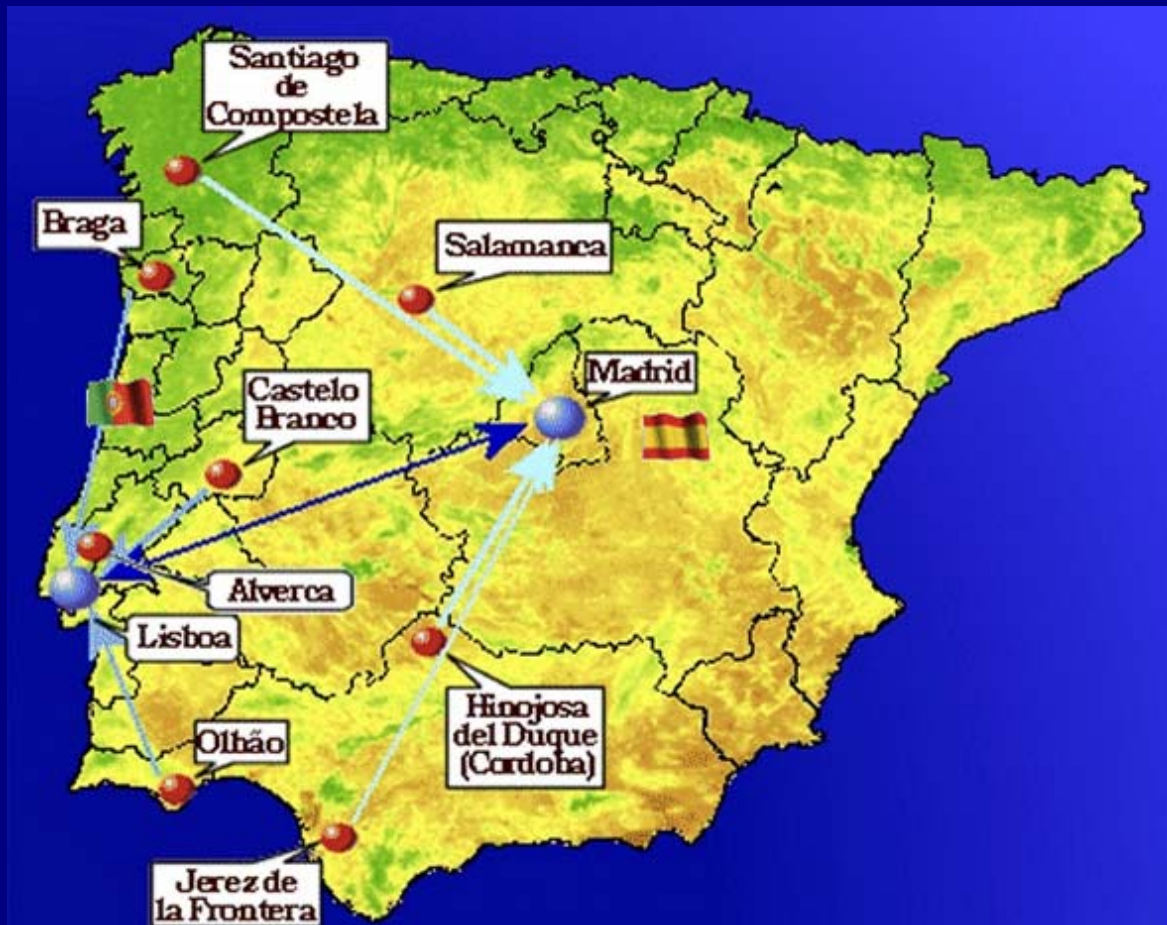 Santiago
de
Compostela
Braga
Salamanca
Madrid
Castelo
Branco
Alverca
Lisboa
Hinojosa
del Duque
(Cordoba)
Olhão
Jerez de
la Frontera